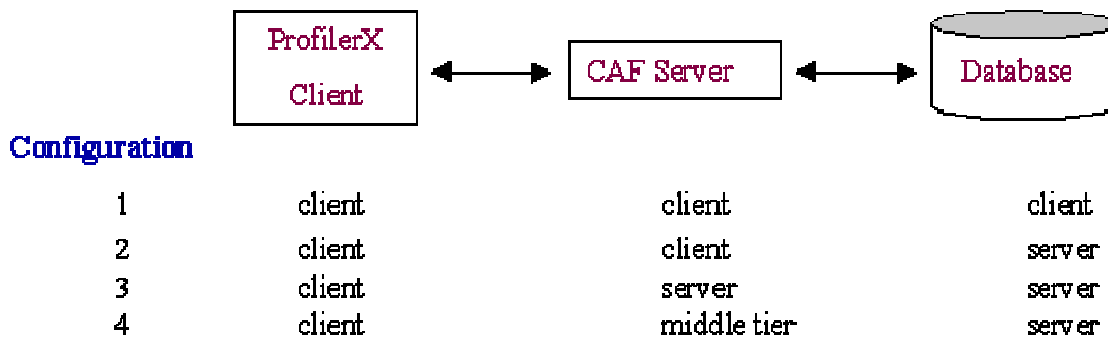 ProfilerX
Client
CAF Server
Database
Configuration
1 client client client
2 client client server
3 client server server
4 client middle tier server